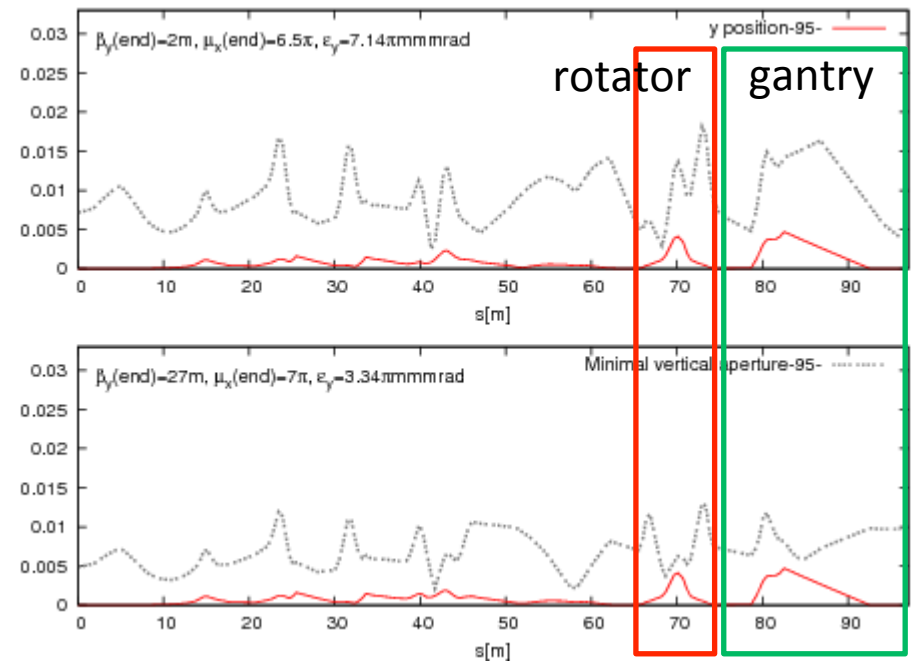 0.03
0.025
0.02
0.015
0.01
0.005
0
βy(end)=2m, μx(end)=6.5π, εy=7.14πmmmrad
y position-95-
rotator
gantry
0 10 20 30 40 50 60 70 80 90
s[m]
0.03
0.025
0.02
0.015
0.01
0.005
0
βy(end)=27m, μx(end)=7π, εy=3.34πmmmrad
Minimal vertical aperture-95-
0 10 20 30 40 50 60 70 80 90
s[m]